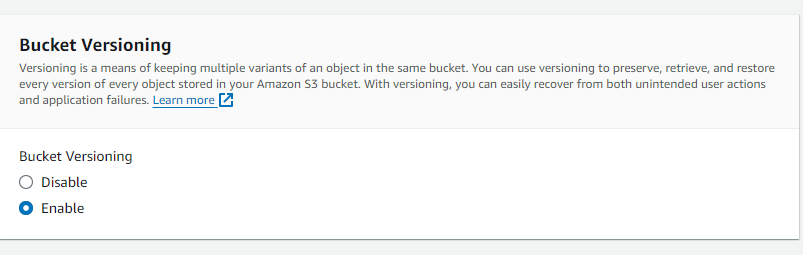 Bucket Versioning
Versioning is a means of keeping multiple variants of an object in the same bucket. You can use versioning to preserve, retrieve, and restore
every version of every object stored in your Amazon S3 bucket. With versioning, you can easily recover from both unintended user actions
and application failures. Learn more
Bucket Versioning
Disable
Enable